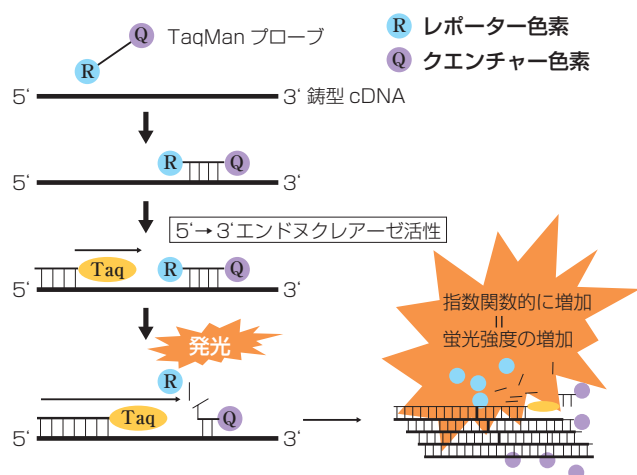 Q TaqMan プローブ
R
R レポーター色素
Q クエンチャー色素
5‘ 3‘ 鋳型 cDNA
R Q
5‘ 3‘
5‘→ 3‘エンドヌクレアーゼ活性
Taq R Q
5‘ 3‘
発光
R
Taq Q
5‘ 3‘
指数関数的に増加
=
蛍光強度の増加